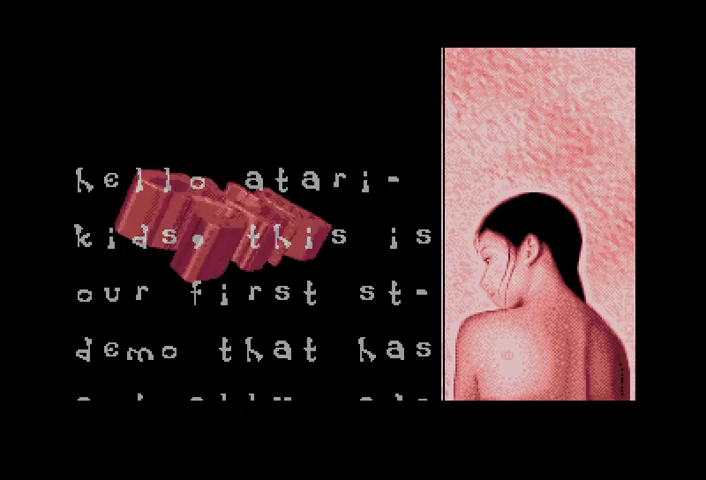 hello atari-
kids, this is
our first st-
demo that has